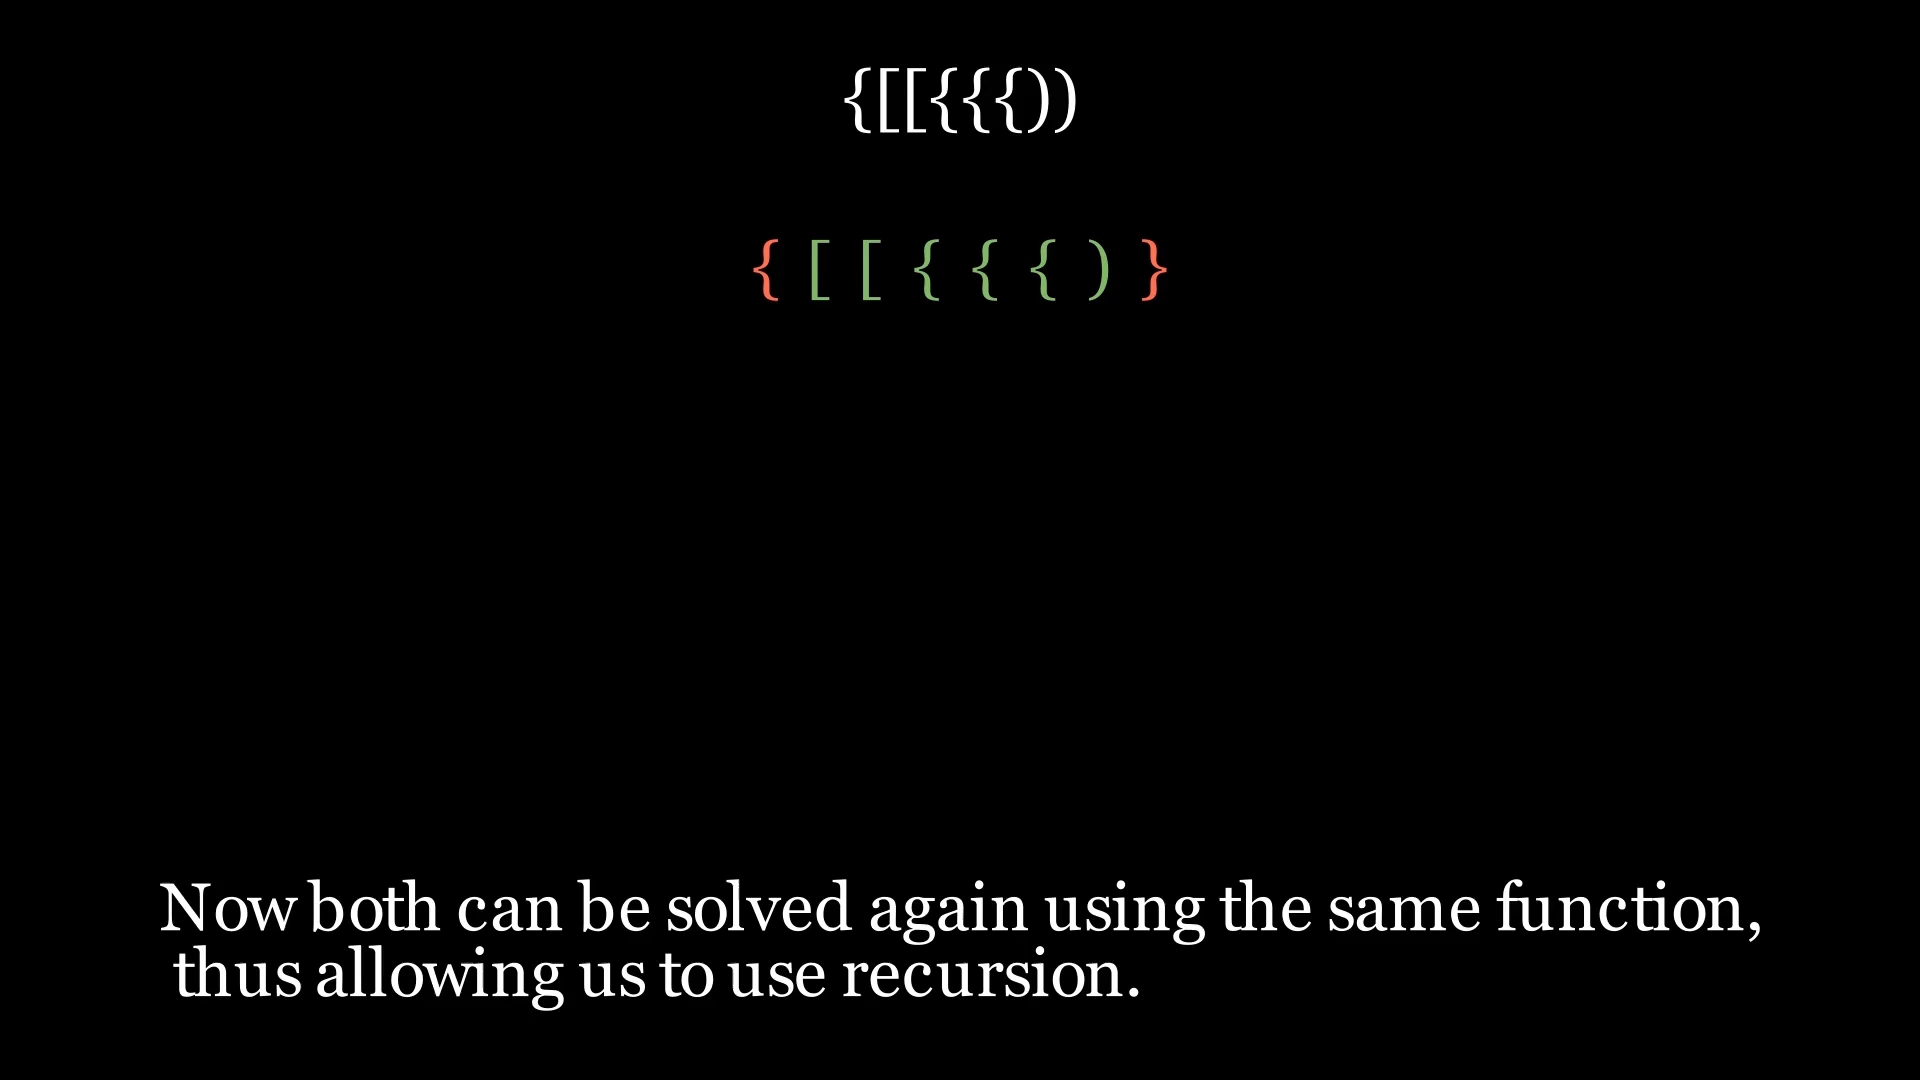 {[[{{{))
{ [ [ { { { ) }
Now both can be solved again using the same function,
thus allowing us to use recursion.